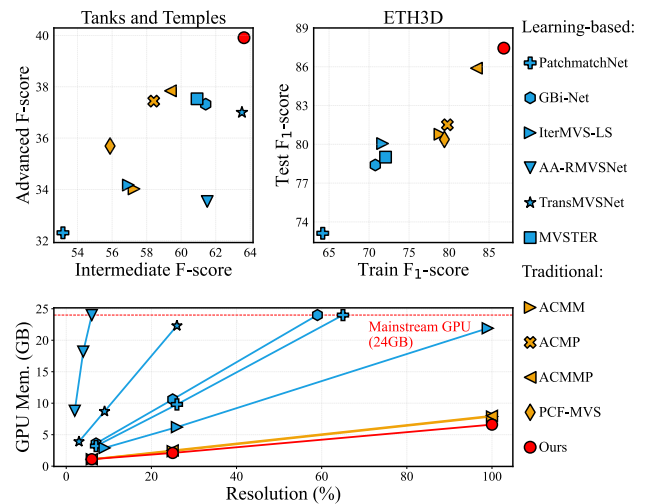 Tanks and Temples
Advanced F-score
40
38
36
34
32
54
56
58
60
62
64
Intermediate F-score
ETH3D
Test F₁-score
89
86
83
80
77
74
65
70
75
80
85
Train F₁-score
Learning-based:
PatchmatchNet
GBi-Net
IterMVS-LS
AA-RMVSNet
TransMVSNet
MVSTER
Traditional:
ACMM
ACMP
ACMMP
PCF-MVS
Ours
GPU Mem. (GB)
25
20
15
10
5
0
Mainstream GPU
(24GB)
0
20
40
60
80
100
Resolution (%)